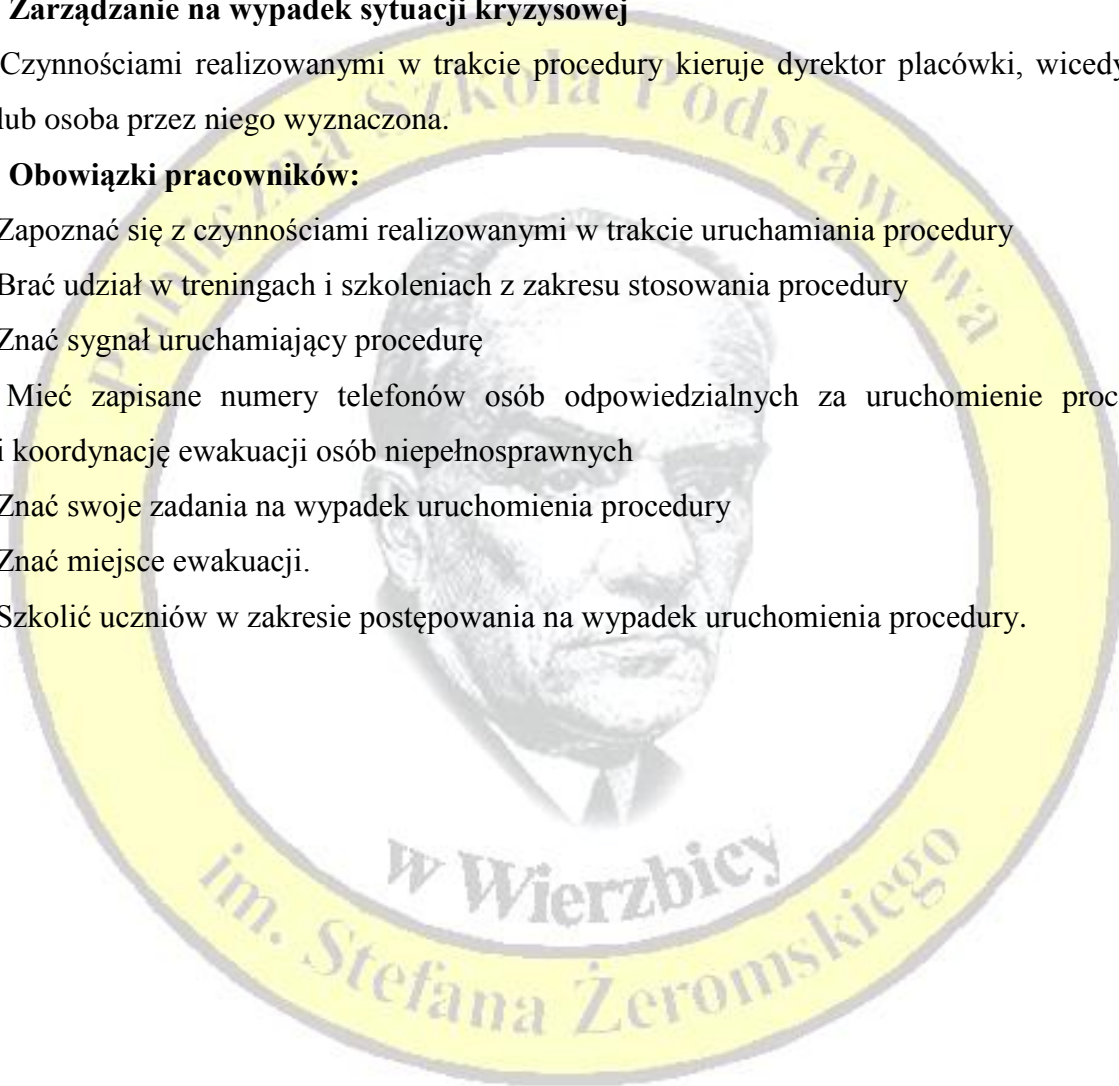 Zarządzanie na wypadek sytuacji kryzysowej
Czynnościami realizowanymi w trakcie procedury kieruje dyrektor placówki,
lub osoba przez niego wyznaczona.
Obowiązki pracowników:
Zapoznać się z czynnościami realizowanymi w trakcie uruchamiania procedury
Brać udział w treningach i szkoleniach z zakresu stosowania procedury
Znać sygnał uruchamiający procedurę
Mieć zapisane numery telefonów osób odpowiedzialnych za uruchomienie
i koordynację ewakuacji osób niepełnosprawnych
Znać swoje zadania na wypadek uruchomienia procedury
Znać miejsce ewakuacji.
Szkolić uczniów w zakresie postępowania na wypadek uruchomienia procedury.
Publiczna Szkoła Podstawowa
w Wierzbicy
im. Stefana Żeromskiego